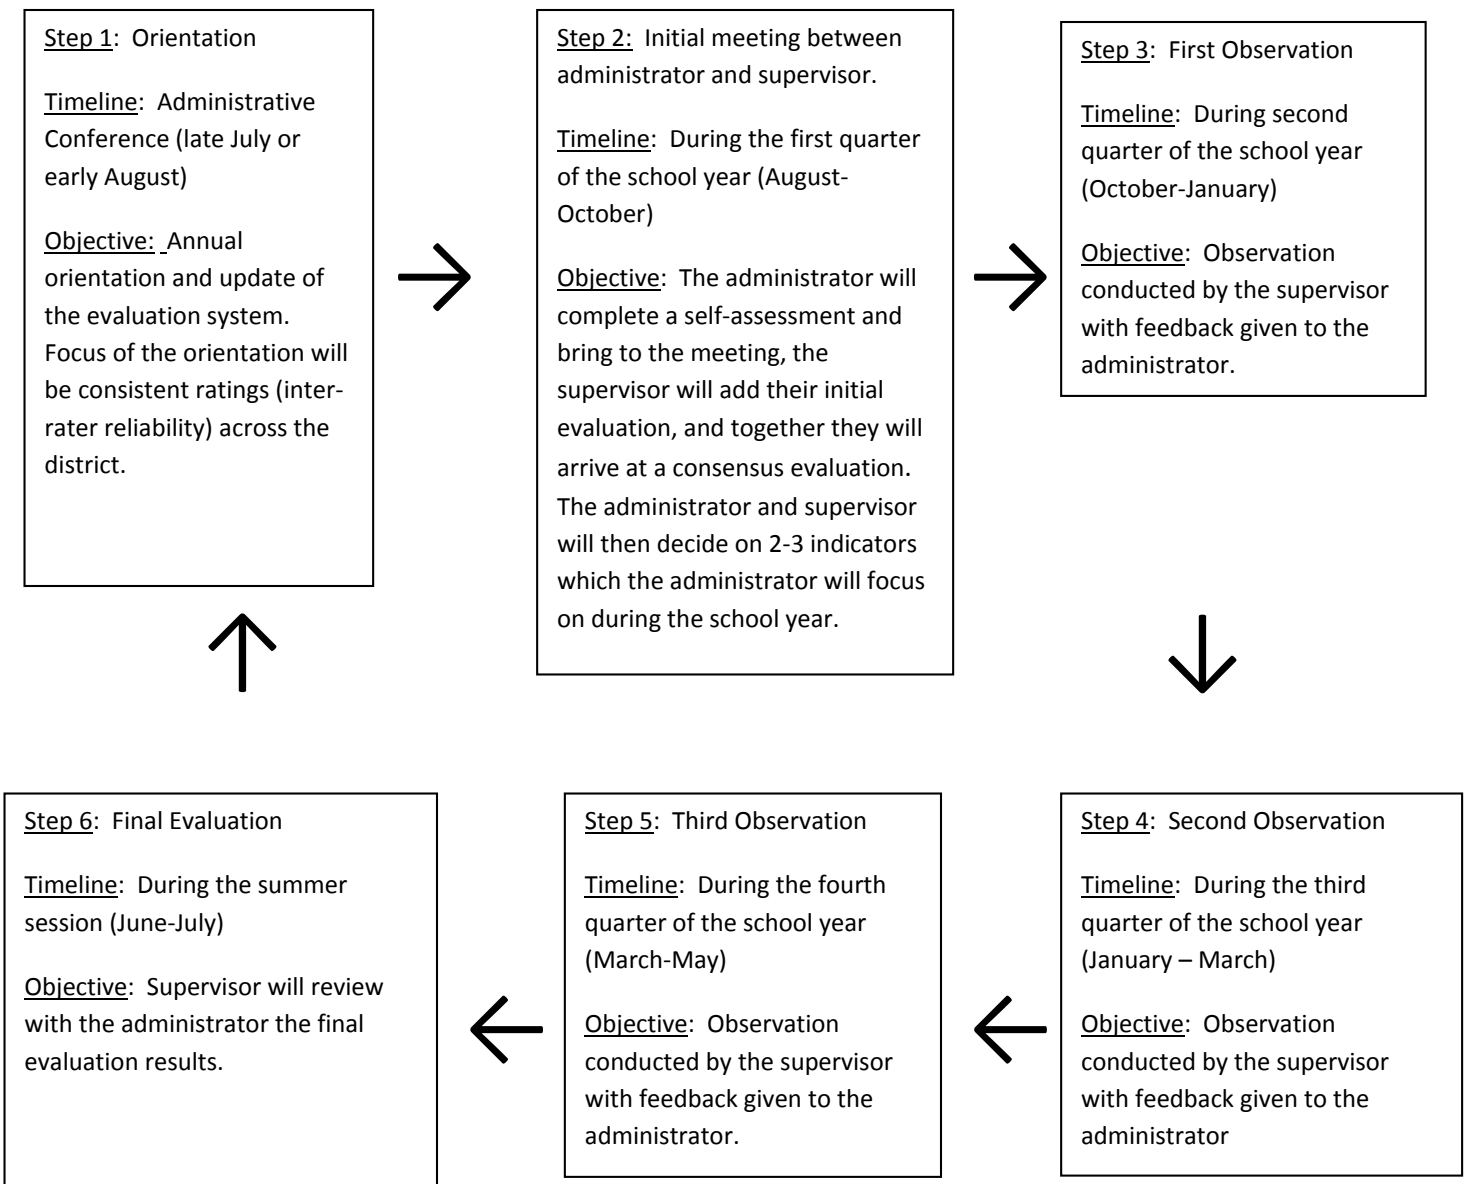 Step 1: Orientation
Timeline: Administrative
Conference (late July or
early August)
Objective: Annual
orientation and update of
the evaluation system.
Focus of the orientation will
be consistent ratings (inter-
rater reliability) across the
district.
Step 2: Initial meeting between
administrator and supervisor.
Timeline: During the first quarter
of the school year (August-
October)
Objective: The administrator will
complete a self-assessment and
bring to the meeting, the
supervisor will add their initial
evaluation, and together they will
arrive at a consensus evaluation.
The administrator and supervisor
will then decide on 2-3 indicators
which the administrator will focus
on during the school year.
Step 3: First Observation
Timeline: During second
quarter of the school year
(October-January)
Objective: Observation
conducted by the supervisor
with feedback given to the
administrator.
Step 4: Second Observation
Timeline: During the third
quarter of the school year
(January – March)
Objective: Observation
conducted by the supervisor
with feedback given to the
administrator
Step 5: Third Observation
Timeline: During the fourth
quarter of the school year
(March-May)
Objective: Observation
conducted by the supervisor
with feedback given to the
administrator.
Step 6: Final Evaluation
Timeline: During the summer
session (June-July)
Objective: Supervisor will review
with the administrator the final
evaluation results.